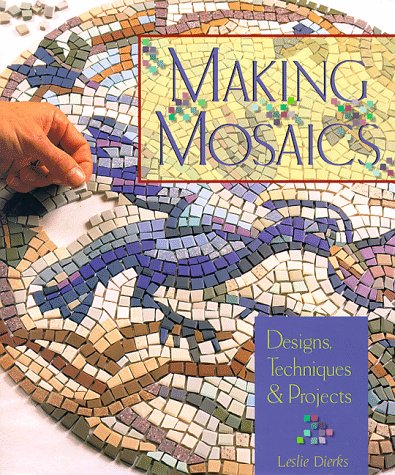 MAKING
MOSAICS
Designs,
Techniques
& Projects
Leslie Dierks